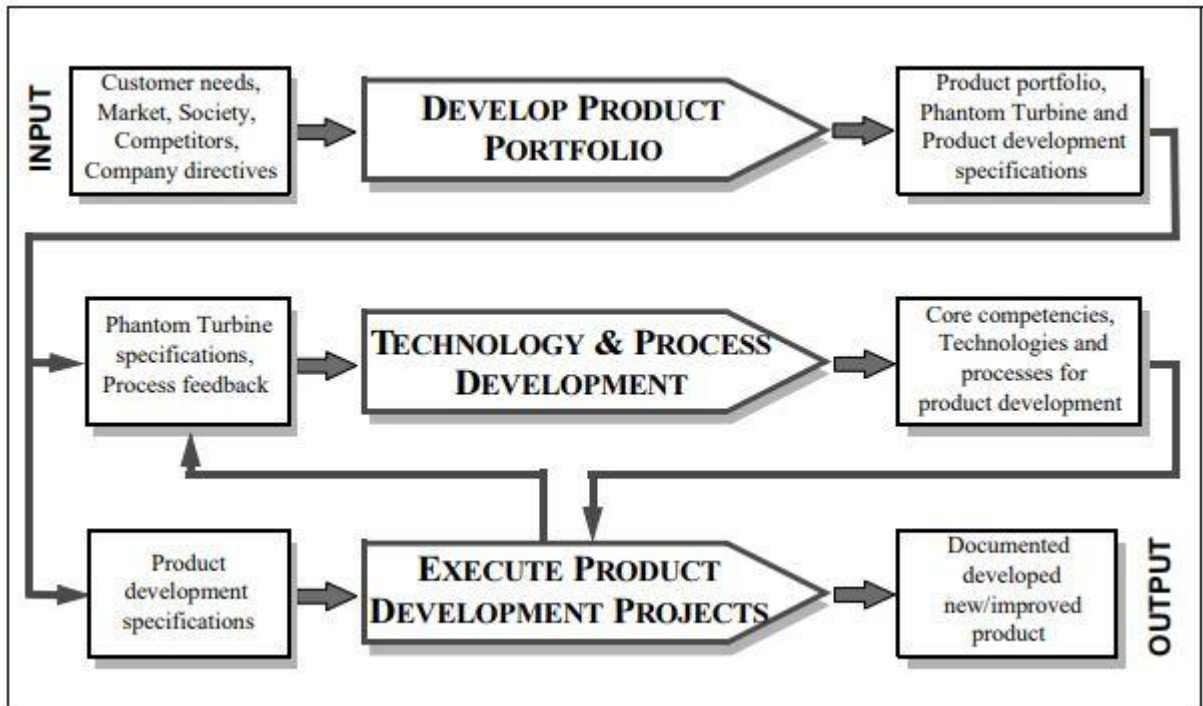 INPUT
Customer needs,
Market, Society,
Competitors,
Company directives
DEVELOP PRODUCT
PORTFOLIO
Product portfolio,
Phantom Turbine and
Product development
specifications
Phantom Turbine
specifications,
Process feedback
TECHNOLOGY & PROCESS
DEVELOPMENT
Core competencies,
Technologies and
processes for
product development
Product
development
specifications
EXECUTE PRODUCT
DEVELOPMENT PROJECTS
Documented
developed
new/improved
product
OUTPUT